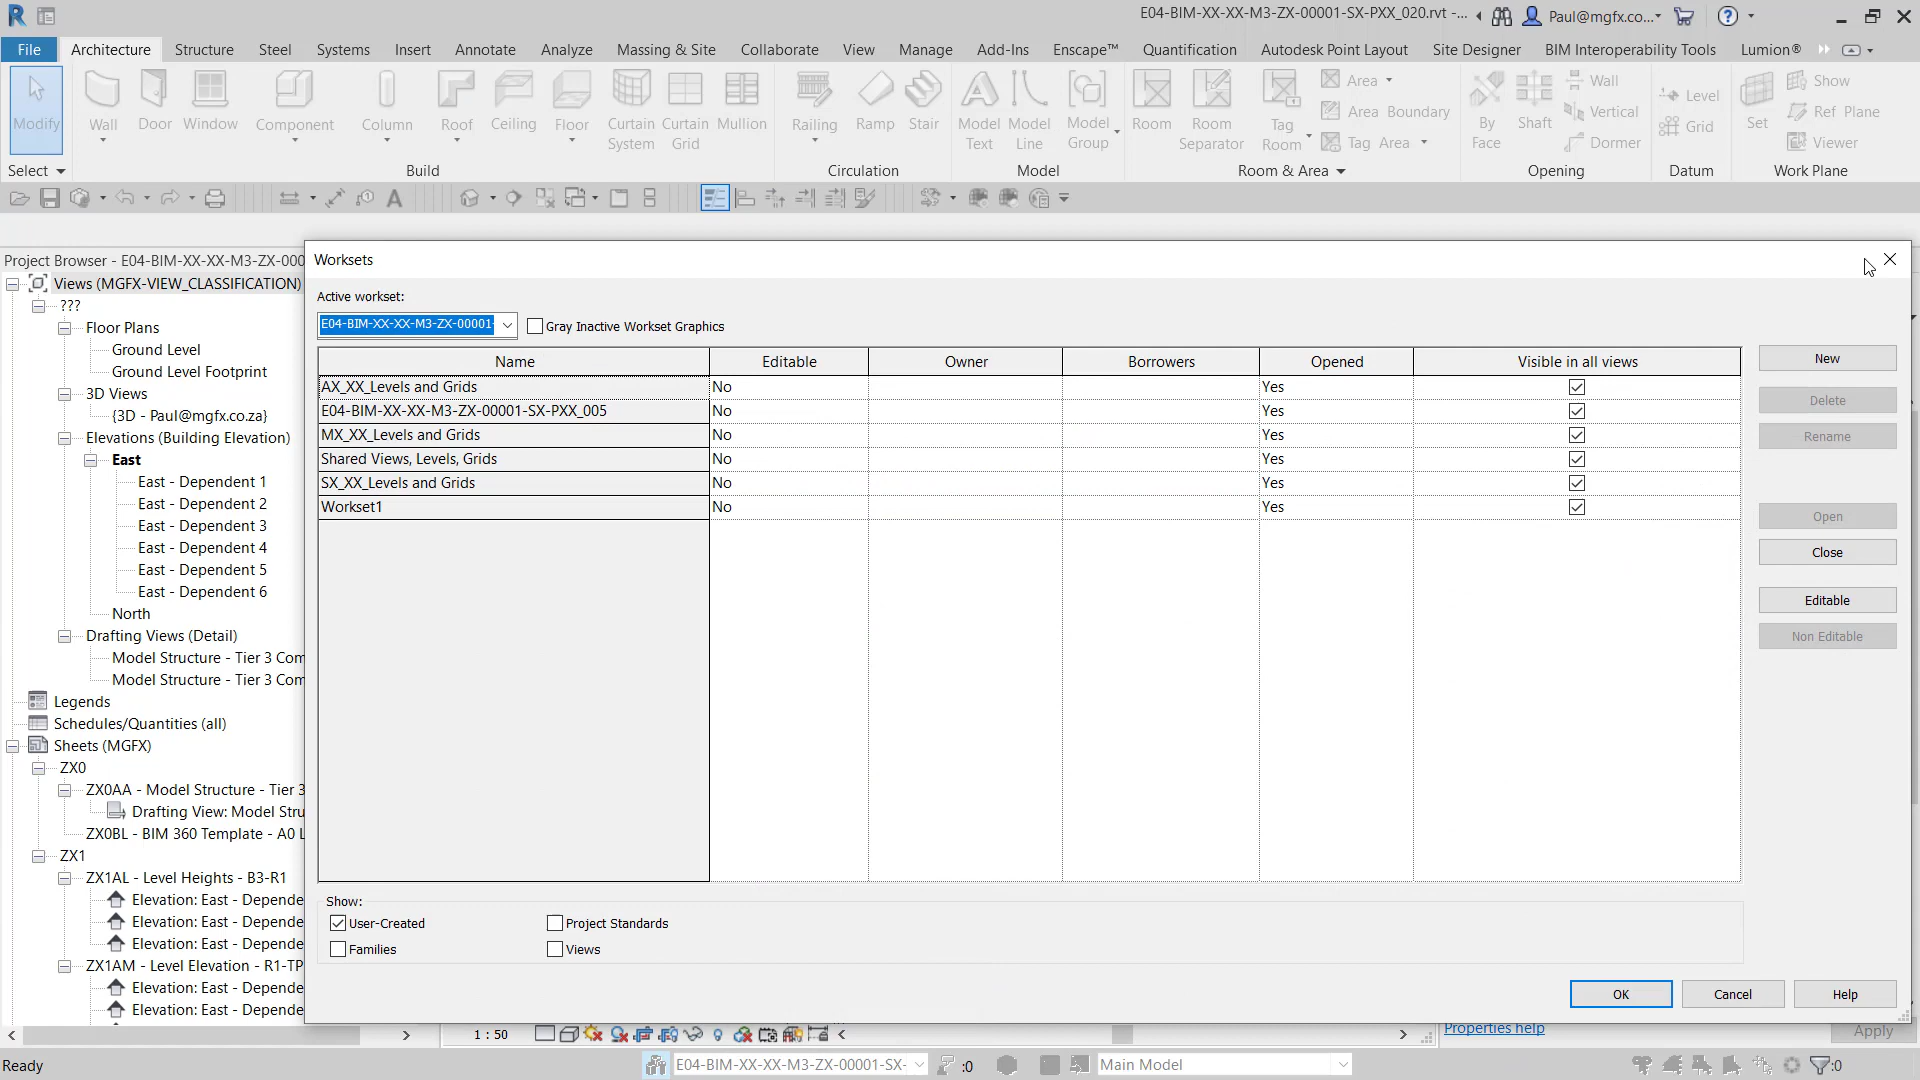 E04-BIM-XX-XX-M3-ZX-00001-SX-PXX_020.rvt -...
Paul@mgfx.co...
File
Architecture
Structure
Steel
Systems
Insert
Annotate
Analyze
Massing & Site
Collaborate
View
Manage
Add-Ins
Enscape™
Quantification
Autodesk Point Layout
Site Designer
BIM Interoperability Tools
Lumion®
Modify
Wall
Door
Window
Component
Column
Roof
Ceiling
Floor
Curtain System
Curtain Grid
Mullion
Railing
Ramp
Stair
Model Text
Model Line
Model Group
Room
Room Separator
Tag Room
Area
Area Boundary
Tag Area
By Face
Shaft
Wall
Vertical
Dormer
Level
Grid
Set
Show
Ref Plane
Viewer
Select
Build
Circulation
Model
Room & Area
Opening
Datum
Work Plane
Project Browser - E04-BIM-XX-XX-M3-ZX-000
Views (MGFX-VIEW_CLASSIFICATION)
???
Floor Plans
Ground Level
Ground Level Footprint
3D Views
{3D - Paul@mgfx.co.za}
Elevations (Building Elevation)
East
East - Dependent 1
East - Dependent 2
East - Dependent 3
East - Dependent 4
East - Dependent 5
East - Dependent 6
North
Drafting Views (Detail)
Model Structure - Tier 3 Com
Model Structure - Tier 3 Com
Legends
Schedules/Quantities (all)
Sheets (MGFX)
ZX0
ZX0AA - Model Structure - Tier 3
Drafting View: Model Stru
ZX0BL - BIM 360 Template - A0 L
ZX1
ZX1AL - Level Heights - B3-R1
Elevation: East - Depende
Elevation: East - Depende
Elevation: East - Depende
ZX1AM - Level Elevation - R1-TP
Elevation: East - Depende
Elevation: East - Depende
Worksets
Active workset:
E04-BIM-XX-XX-M3-ZX-00001-
Gray Inactive Workset Graphics
Name Editable Owner Borrowers Opened Visible in all views
AX_XX_Levels and Grids No Yes
E04-BIM-XX-XX-M3-ZX-00001-SX-PXX_005 No Yes
MX_XX_Levels and Grids No Yes
Shared Views, Levels, Grids No Yes
SX_XX_Levels and Grids No Yes
Workset1 No Yes
New
Delete
Rename
Open
Close
Editable
Non Editable
Show:
User-Created
Project Standards
Families
Views
OK
Cancel
Help
1 : 50
Properties help
Apply
Ready
E04-BIM-XX-XX-M3-ZX-00001-SX-
:0
Main Model
:0